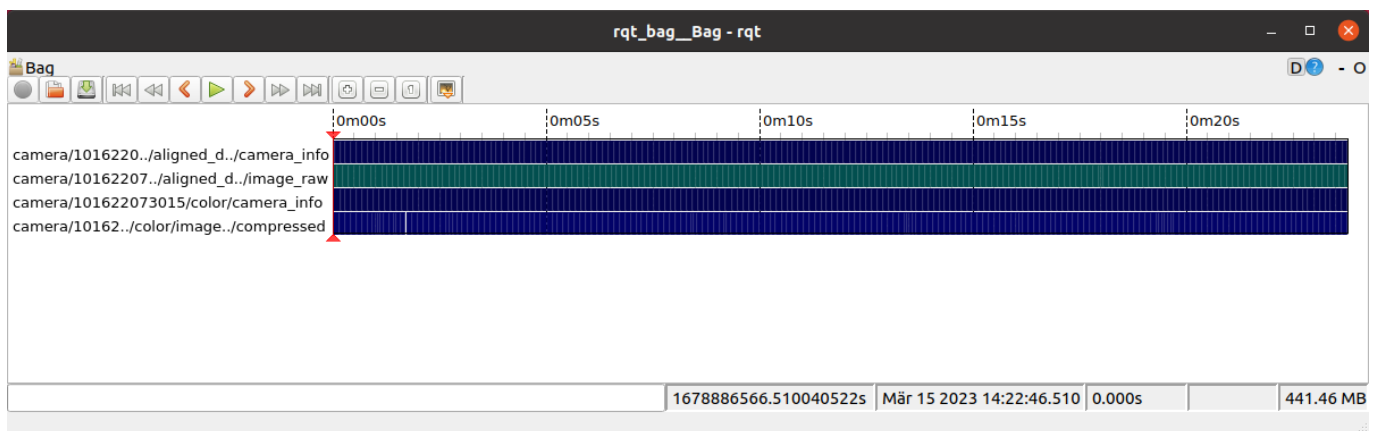 rqt_bag__Bag - rqt
Bag
D ? - O
0m00s 0m05s 0m10s 0m15s 0m20s
camera/1016220../aligned_d../camera_info
camera/10162207../aligned_d../image_raw
camera/101622073015/color/camera_info
camera/10162../color/image../compressed
1678886566.510040522s Mär 15 2023 14:22:46.510 0.000s 441.46 MB